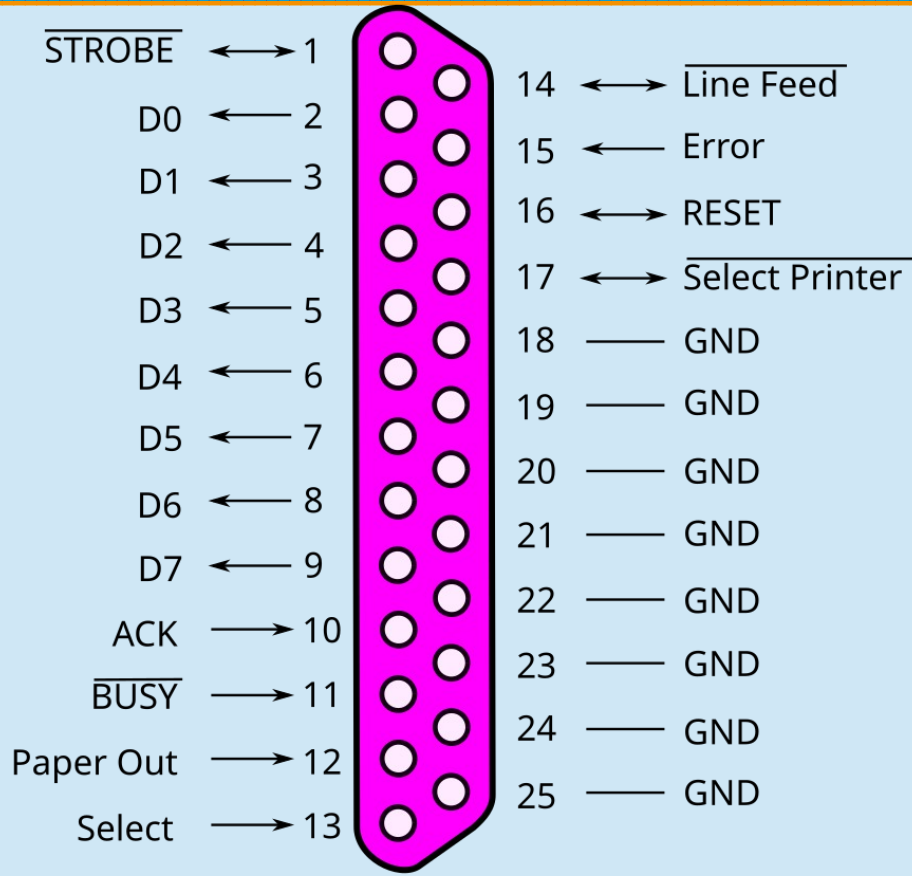 STROBE 1
D0 2
D1 3
D2 4
D3 5
D4 6
D5 7
D6 8
D7 9
ACK 10
BUSY 11
Paper Out 12
Select 13
14 Line Feed
15 Error
16 RESET
17 Select Printer
18 GND
19 GND
20 GND
21 GND
22 GND
23 GND
24 GND
25 GND